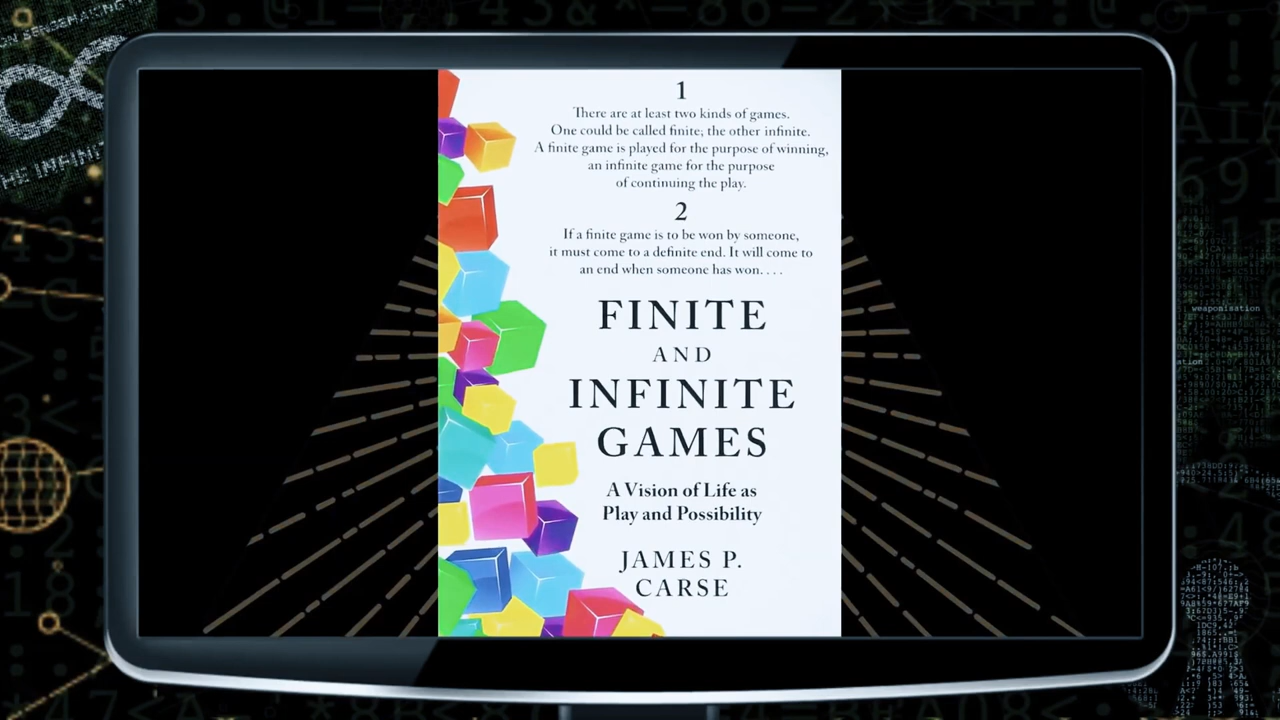 1
There are at least two kinds of games.
One could be called finite; the other infinite.
A finite game is played for the purpose of winning,
an infinite game for the purpose
of continuing the play.
2
If a finite game is to be won by someone,
it must come to a definite end. It will come to
an end when someone has won. . . .
FINITE
AND
INFINITE
GAMES
A Vision of Life as
Play and Possibility
JAMES P.
CARSE
weaponisation